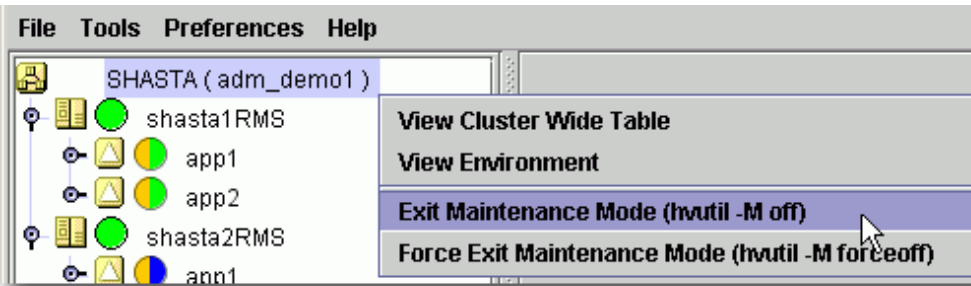 File Tools Preferences Help
SHASTA ( adm_demo1 )
shasta1RMS
app1
app2
shasta2RMS
app1
View Cluster Wide Table
View Environment
Exit Maintenance Mode (hvutil -M off)
Force Exit Maintenance Mode (hvutil -M forceoff)